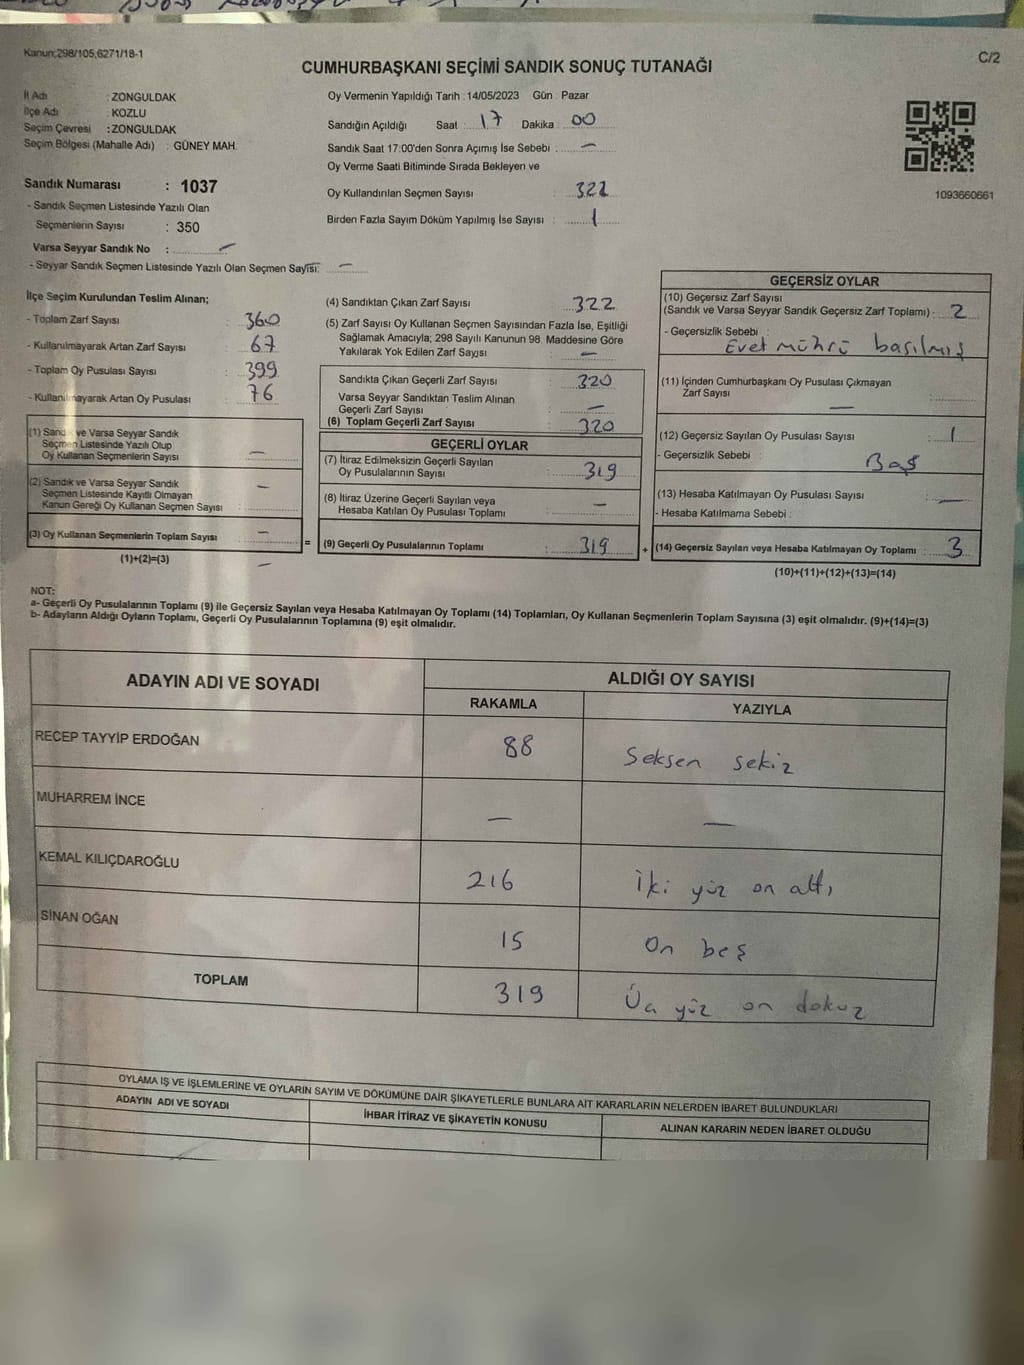 Kanun;298/105,6271/18-1
C/2
CUMHURBAŞKANI SEÇİMİ SANDIK SONUÇ TUTANAĞI
İl Adı : ZONGULDAK
İlçe Adı : KOZLU
Seçim Çevresi : ZONGULDAK
Seçim Bölgesi (Mahalle Adı) : GÜNEY MAH.
Sandık Numarası : 1037
- Sandık Seçmen Listesinde Yazılı Olan
Seçmenlerin Sayısı : 350
Varsa Seyyar Sandık No : —
- Seyyar Sandık Seçmen Listesinde Yazılı Olan Seçmen Sayısı: —
Oy Vermenin Yapıldığı Tarih : 14/05/2023 Gün : Pazar
Sandığın Açıldığı Saat : 17 Dakika : 00
Sandık Saat 17:00'den Sonra Açımış İse Sebebi : —
Oy Verme Saati Bitiminde Sırada Bekleyen ve
Oy Kullandırılan Seçmen Sayısı : 322
Birden Fazla Sayım Döküm Yapılmış İse Sayısı : 1
1093660661
İlçe Seçim Kurulundan Teslim Alınan;
- Toplam Zarf Sayısı : 360
- Kullanılmayarak Artan Zarf Sayısı : 67
- Toplam Oy Pusulası Sayısı : 399
- Kullanılmayarak Artan Oy Pusulası : 76
(1) Sandık ve Varsa Seyyar Sandık
Seçmen Listesinde Yazılı Olup
Oy Kullanan Seçmenlerin Sayısı : —
(2) Sandık ve Varsa Seyyar Sandık
Seçmen Listesinde Kayıtlı Olmayan
Kanun Gereği Oy Kullanan Seçmen Sayısı : —
(3) Oy Kullanan Seçmenlerin Toplam Sayısı : —
(1)+(2)=(3)
—
=
(4) Sandıktan Çıkan Zarf Sayısı : 322
(5) Zarf Sayısı Oy Kullanan Seçmen Sayısından Fazla İse, Eşitliği
Sağlamak Amacıyla; 298 Sayılı Kanunun 98. Maddesine Göre
Yakılarak Yok Edilen Zarf Sayısı : —
Sandıkta Çıkan Geçerli Zarf Sayısı : 320
Varsa Seyyar Sandıktan Teslim Alınan
Geçerli Zarf Sayısı : —
(6) Toplam Geçerli Zarf Sayısı : 320
GEÇERLİ OYLAR
(7) İtiraz Edilmeksizin Geçerli Sayılan
Oy Pusulalarının Sayısı : 319
(8) İtiraz Üzerine Geçerli Sayılan veya
Hesaba Katılan Oy Pusulası Toplamı : —
(9) Geçerli Oy Pusulalarının Toplamı : 319
+
GEÇERSİZ OYLAR
(10) Geçersiz Zarf Sayısı
(Sandık ve Varsa Seyyar Sandık Geçersiz Zarf Toplamı) : 2
- Geçersizlik Sebebi :
Evet mührü basılmış
(11) İçinden Cumhurbaşkanı Oy Pusulası Çıkmayan
Zarf Sayısı : —
(12) Geçersiz Sayılan Oy Pusulası Sayısı : 1
- Geçersizlik Sebebi : Boş
(13) Hesaba Katılmayan Oy Pusulası Sayısı : —
- Hesaba Katılmama Sebebi :
(14) Geçersiz Sayılan veya Hesaba Katılmayan Oy Toplamı : 3
(10)+(11)+(12)+(13)=(14)
NOT:
a- Geçerli Oy Pusulalarının Toplamı (9) ile Geçersiz Sayılan veya Hesaba Katılmayan Oy Toplamı (14) Toplamları, Oy Kullanan Seçmenlerin Toplam Sayısına (3) eşit olmalıdır. (9)+(14)=(3)
b- Adayların Aldığı Oyların Toplamı, Geçerli Oy Pusulalarının Toplamına (9) eşit olmalıdır.
ADAYIN ADI VE SOYADI
ALDIĞI OY SAYISI
RAKAMLA YAZIYLA
RECEP TAYYİP ERDOĞAN 88 Seksen sekiz
MUHARREM İNCE — —
KEMAL KILIÇDAROĞLU 216 İki yüz on altı
SİNAN OĞAN 15 On beş
TOPLAM 319 Üç yüz on dokuz
OYLAMA İŞ VE İŞLEMLERİNE VE OYLARIN SAYIM VE DÖKÜMÜNE DAİR ŞİKAYETLERLE BUNLARA AİT KARARLARIN NELERDEN İBARET BULUNDUKLARI
ADAYIN ADI VE SOYADI İHBAR İTİRAZ VE ŞİKAYETİN KONUSU ALINAN KARARIN NEDEN İBARET OLDUĞU